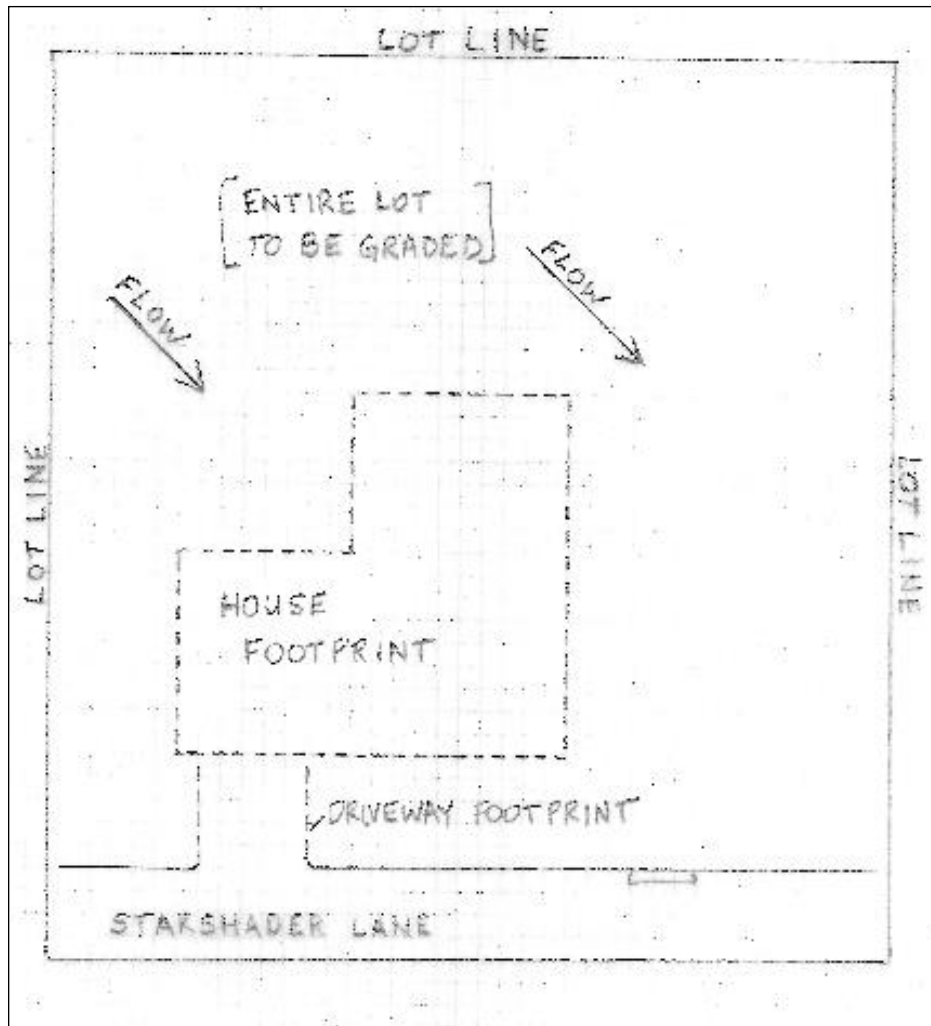 LOT LINE
[ENTIRE LOT
TO BE GRADED]
FLOW
FLOW
LOT LINE
LOT LINE
HOUSE
FOOTPRINT
DRIVEWAY FOOTPRINT
STARSHADER LANE